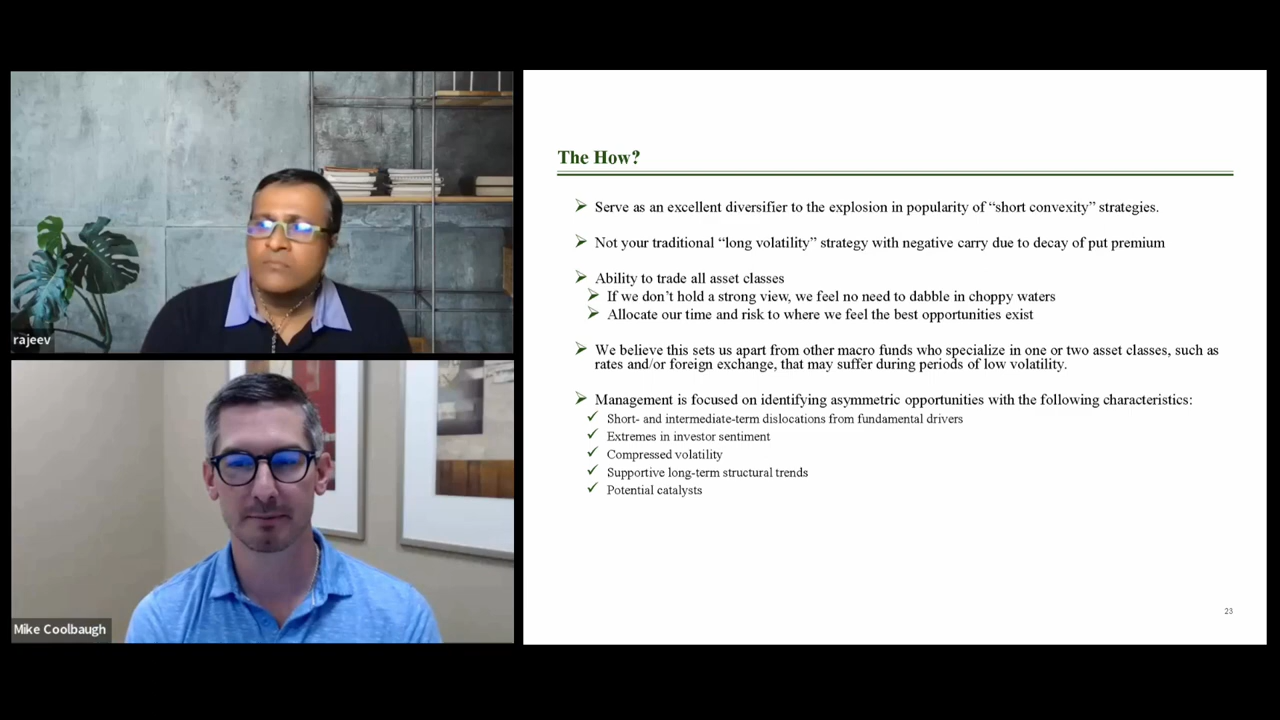 rajeev
Mike Coolbaugh
The How?
Serve as an excellent diversifier to the explosion in popularity of “short convexity” strategies.
Not your traditional “long volatility” strategy with negative carry due to decay of put premium
Ability to trade all asset classes
If we don’t hold a strong view, we feel no need to dabble in choppy waters
Allocate our time and risk to where we feel the best opportunities exist
We believe this sets us apart from other macro funds who specialize in one or two asset classes, such as
rates and/or foreign exchange, that may suffer during periods of low volatility.
Management is focused on identifying asymmetric opportunities with the following characteristics:
Short- and intermediate-term dislocations from fundamental drivers
Extremes in investor sentiment
Compressed volatility
Supportive long-term structural trends
Potential catalysts
23